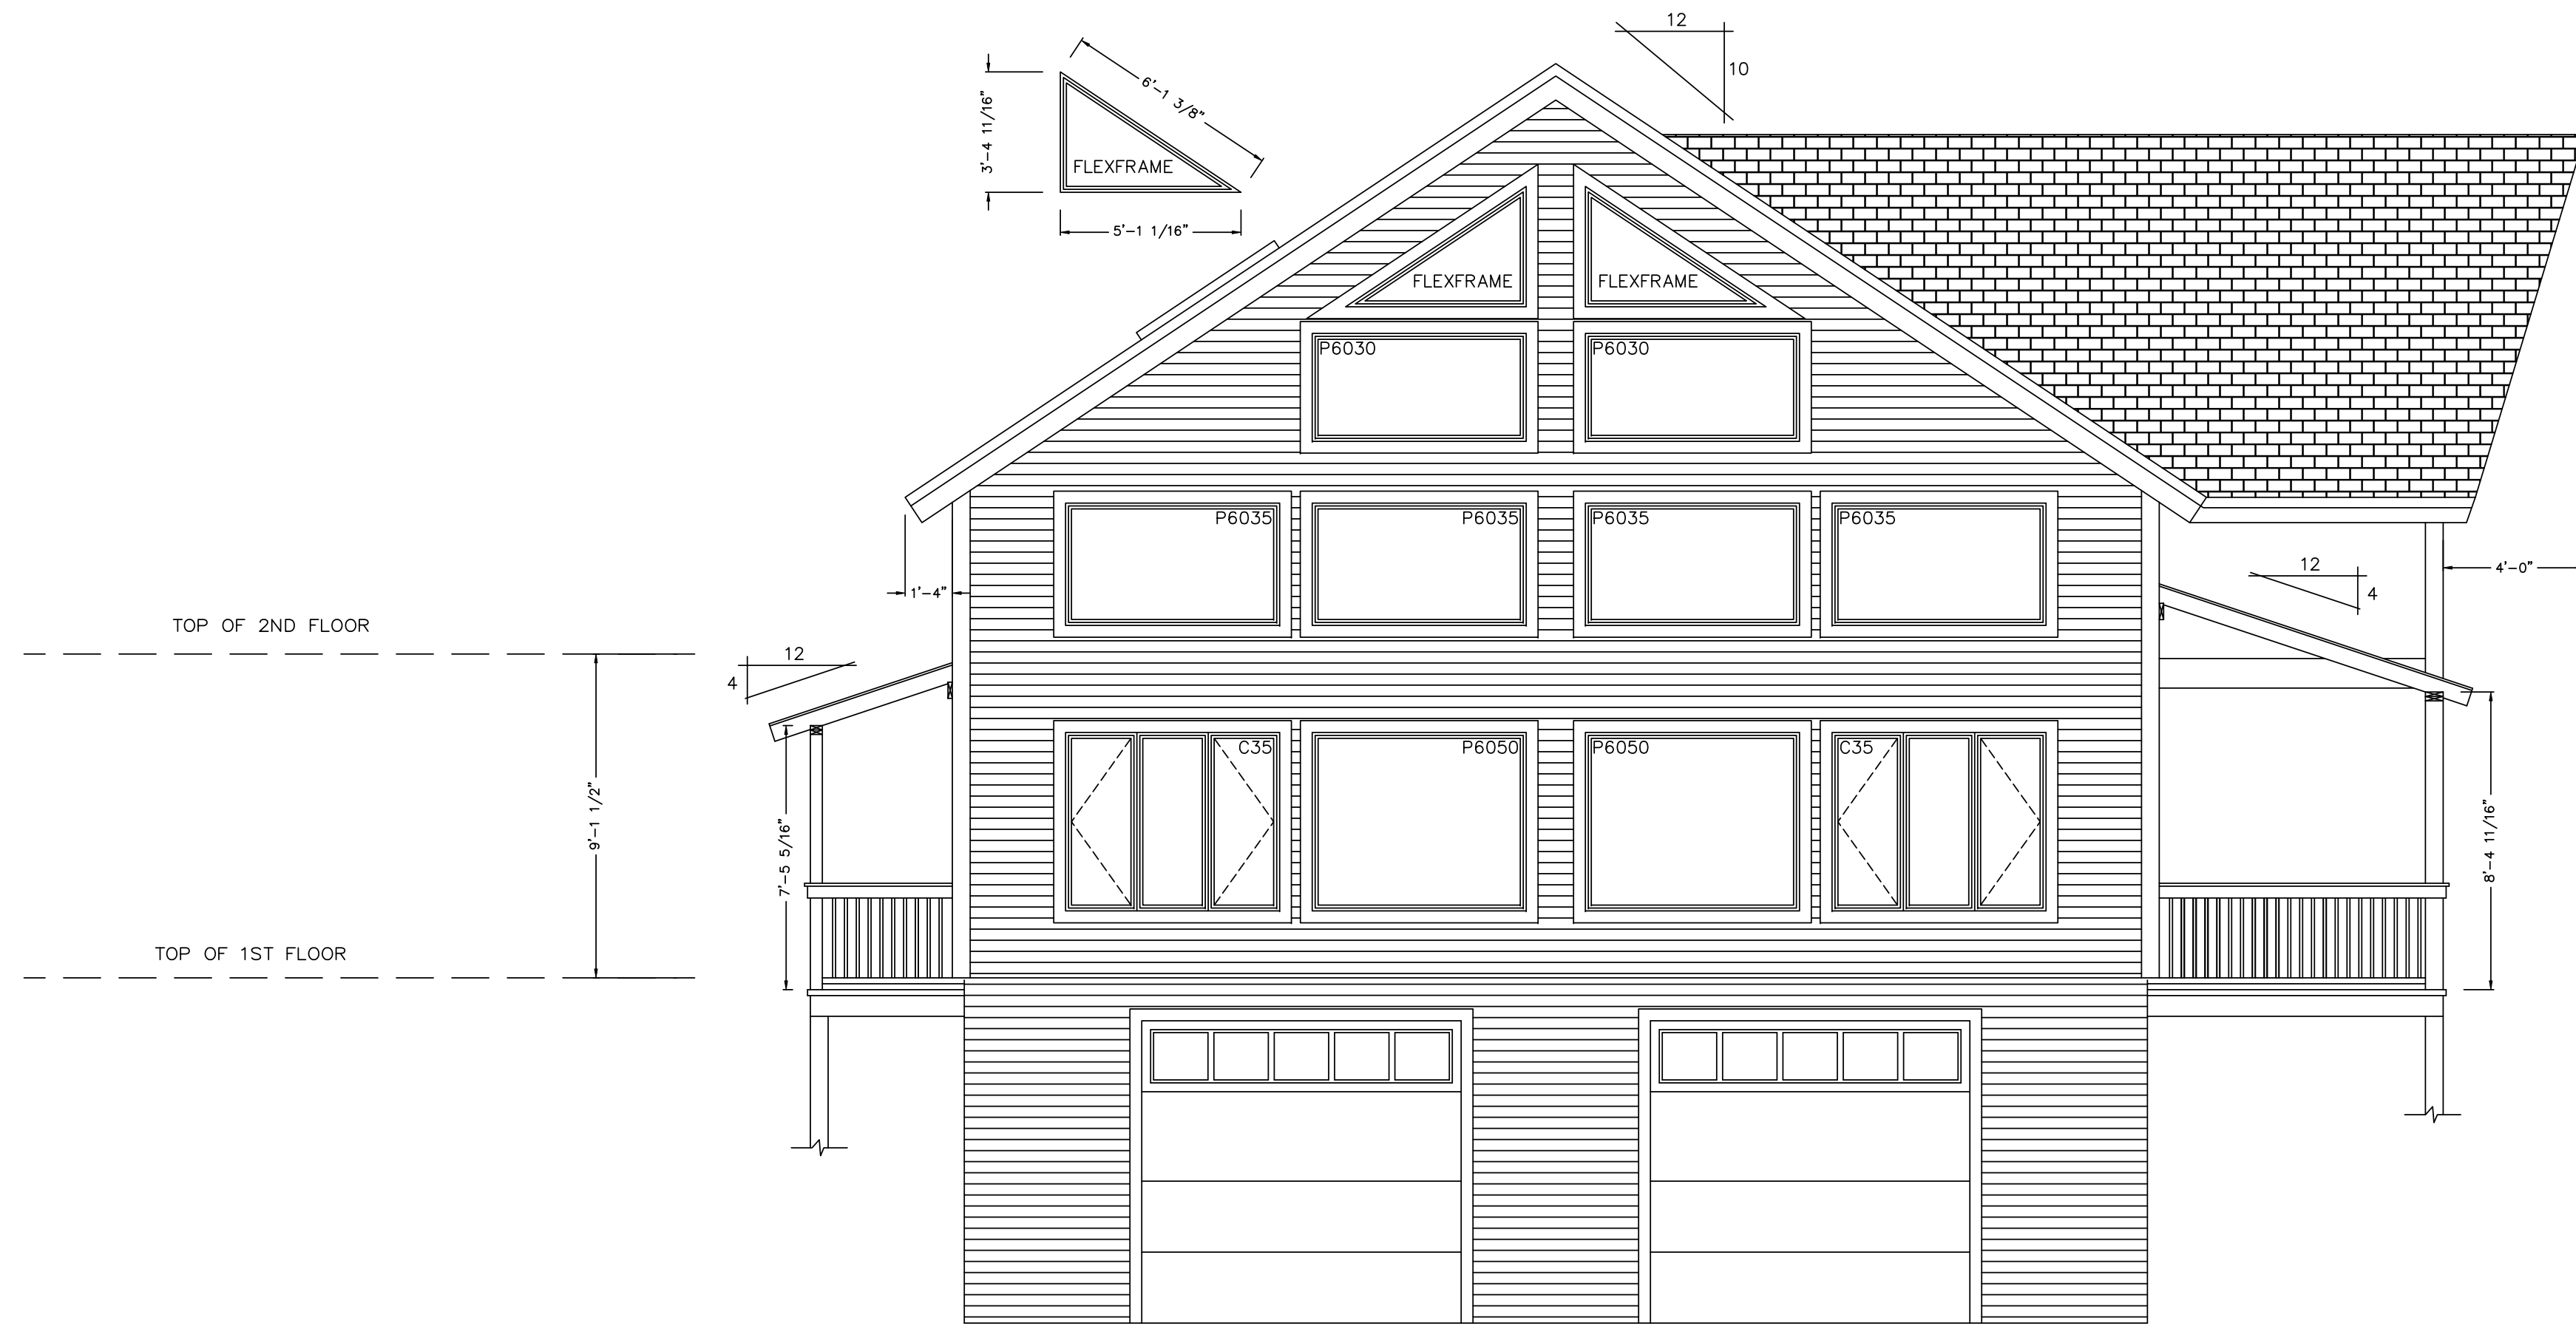 12
10
6'-1 3/8"
3'-4 11/16"
FLEXFRAME
5'-1 1/16"
FLEXFRAME
FLEXFRAME
P6030
P6030
P6035
P6035
P6035
P6035
1'-4"
12
4
4'-0"
TOP OF 2ND FLOOR
12
4
C35
P6050
P6050
C35
9'-1 1/2"
7'-5 5/16"
8'-4 11/16"
TOP OF 1ST FLOOR